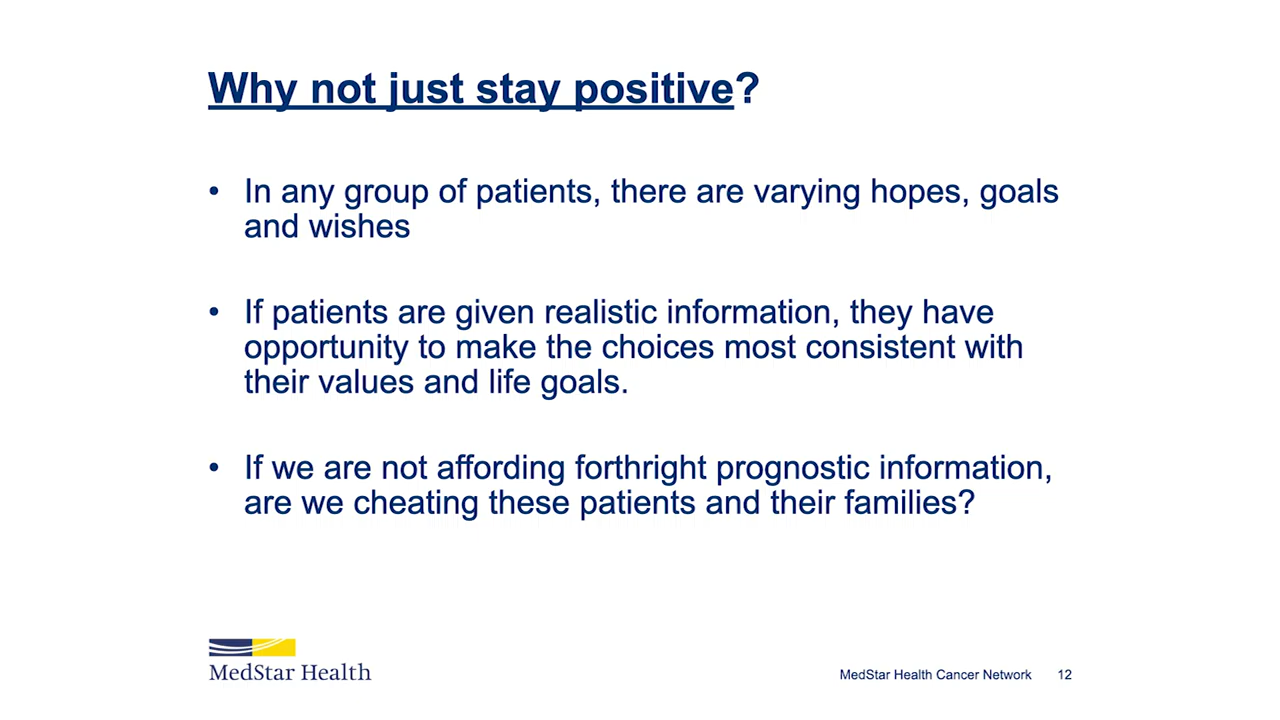 Why not just stay positive?
• In any group of patients, there are varying hopes, goals
and wishes
• If patients are given realistic information, they have
opportunity to make the choices most consistent with
their values and life goals.
• If we are not affording forthright prognostic information,
are we cheating these patients and their families?
MedStar Health
MedStar Health Cancer Network 12